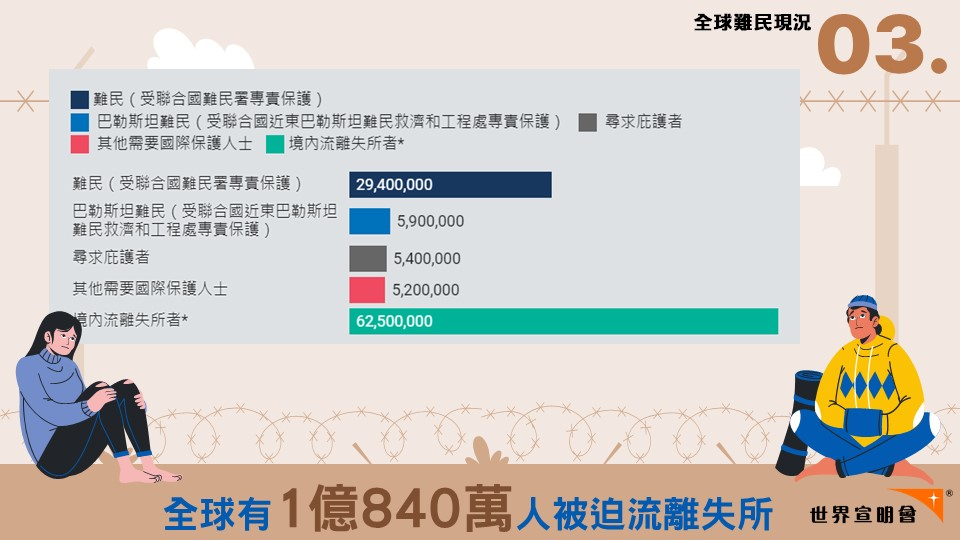 全球難民現況
03.
難民（受聯合國難民署專責保護）
巴勒斯坦難民（受聯合國近東巴勒斯坦難民救濟和工程處專責保護） 尋求庇護者
其他需要國際保護人士 境內流離失所者*
難民（受聯合國難民署專責保護） 29,400,000
巴勒斯坦難民（受聯合國近東巴勒斯坦
難民救濟和工程處專責保護） 5,900,000
尋求庇護者 5,400,000
其他需要國際保護人士 5,200,000
境內流離失所者* 62,500,000
全球有1億840萬人被迫流離失所
世界宣明會®